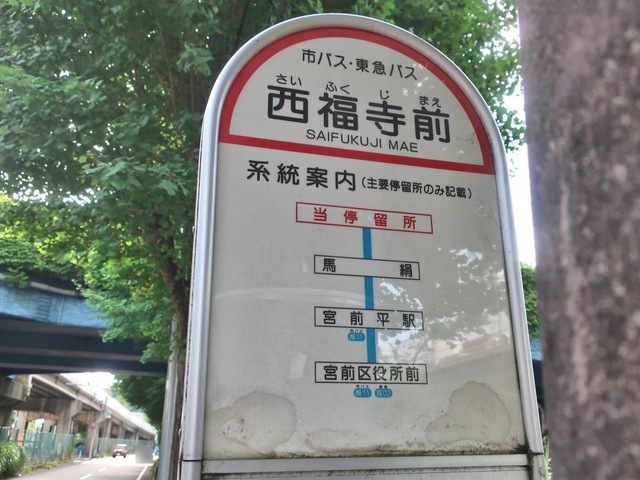 市バス・東急バス
さい ふく じ まえ
西福寺前
SAIFUKUJI MAE
系統案内(主要停留所のみ記載)
当停留所
馬絹
宮前平駅
宮前区役所前